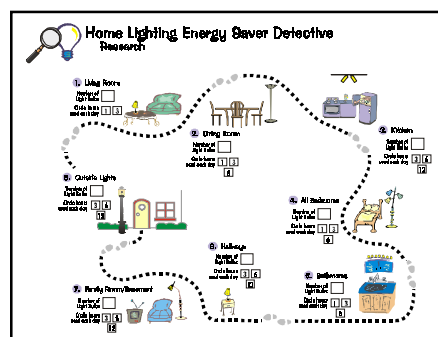 Home Lighting Energy Saver Detective
Research
1. Living Room
Number of
Light Bulbs
Circle hours
used each day
1 3
2. Dining Room
Number of
Light Bulbs
Circle hours
used each day
1 3
6
3. Kitchen
Number of
Light Bulbs
Circle hours
used each day
3 6
12
4. All Bedrooms
Number of
Light Bulbs
Circle hours
used each day
1 3
6
5. Bathrooms
Number of
Light Bulbs
Circle hours
used each day
1 3
6. Hallways
Number of
Light Bulbs
Circle hours
used each day
3 6
12
7. Family Room/Basement
Number of
Light Bulbs
Circle hours
used each day
3 6
12
Outside Lights
Number of
Light Bulbs
Circle hours
used each day
3 6
12